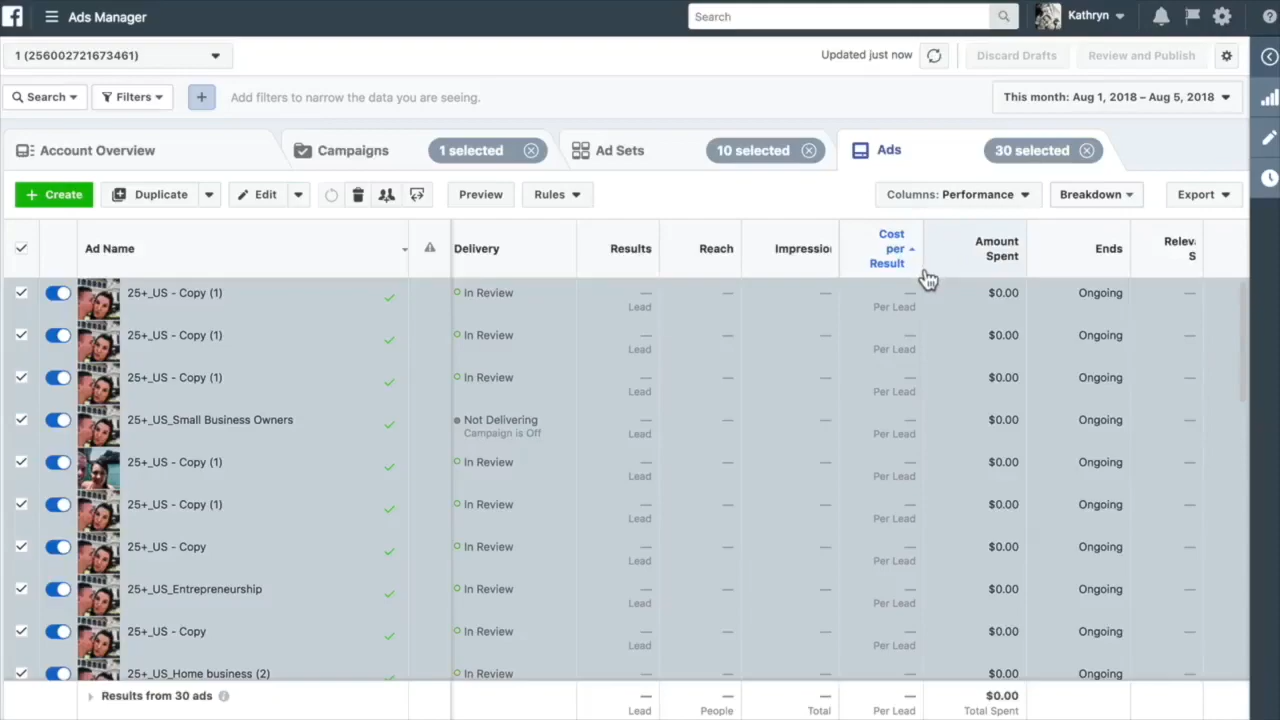 Ads Manager
Search
Kathryn
1 (256002721673461)
Updated just now
Discard Drafts
Review and Publish
Search
Filters
+
Add filters to narrow the data you are seeing.
This month: Aug 1, 2018 – Aug 5, 2018
Account Overview
Campaigns
1 selected
Ad Sets
10 selected
Ads
30 selected
+ Create
Duplicate
Edit
Preview
Rules
Columns: Performance
Breakdown
Export
Ad Name
Delivery
Results
Reach
Impression
Cost
per
Result
Amount
Spent
Ends
Relev
S
25+_US - Copy (1)
In Review
—
—
—
—
$0.00
Ongoing
—
Lead
Per Lead
25+_US - Copy (1)
In Review
—
—
—
—
$0.00
Ongoing
—
Lead
Per Lead
25+_US - Copy (1)
In Review
—
—
—
—
$0.00
Ongoing
—
Lead
Per Lead
25+_US_Small Business Owners
Not Delivering
Campaign is Off
—
—
—
—
$0.00
Ongoing
—
Lead
Per Lead
25+_US - Copy (1)
In Review
—
—
—
—
$0.00
Ongoing
—
Lead
Per Lead
25+_US - Copy (1)
In Review
—
—
—
—
$0.00
Ongoing
—
Lead
Per Lead
25+_US - Copy
In Review
—
—
—
—
$0.00
Ongoing
—
Lead
Per Lead
25+_US_Entrepreneurship
In Review
—
—
—
—
$0.00
Ongoing
—
Lead
Per Lead
25+_US - Copy
In Review
—
—
—
—
$0.00
Ongoing
—
Lead
Per Lead
25+_US_Home business (2)
In Review
—
—
—
—
$0.00
Ongoing
—
Results from 30 ads
—
—
—
—
$0.00
Lead
People
Total
Per Lead
Total Spent